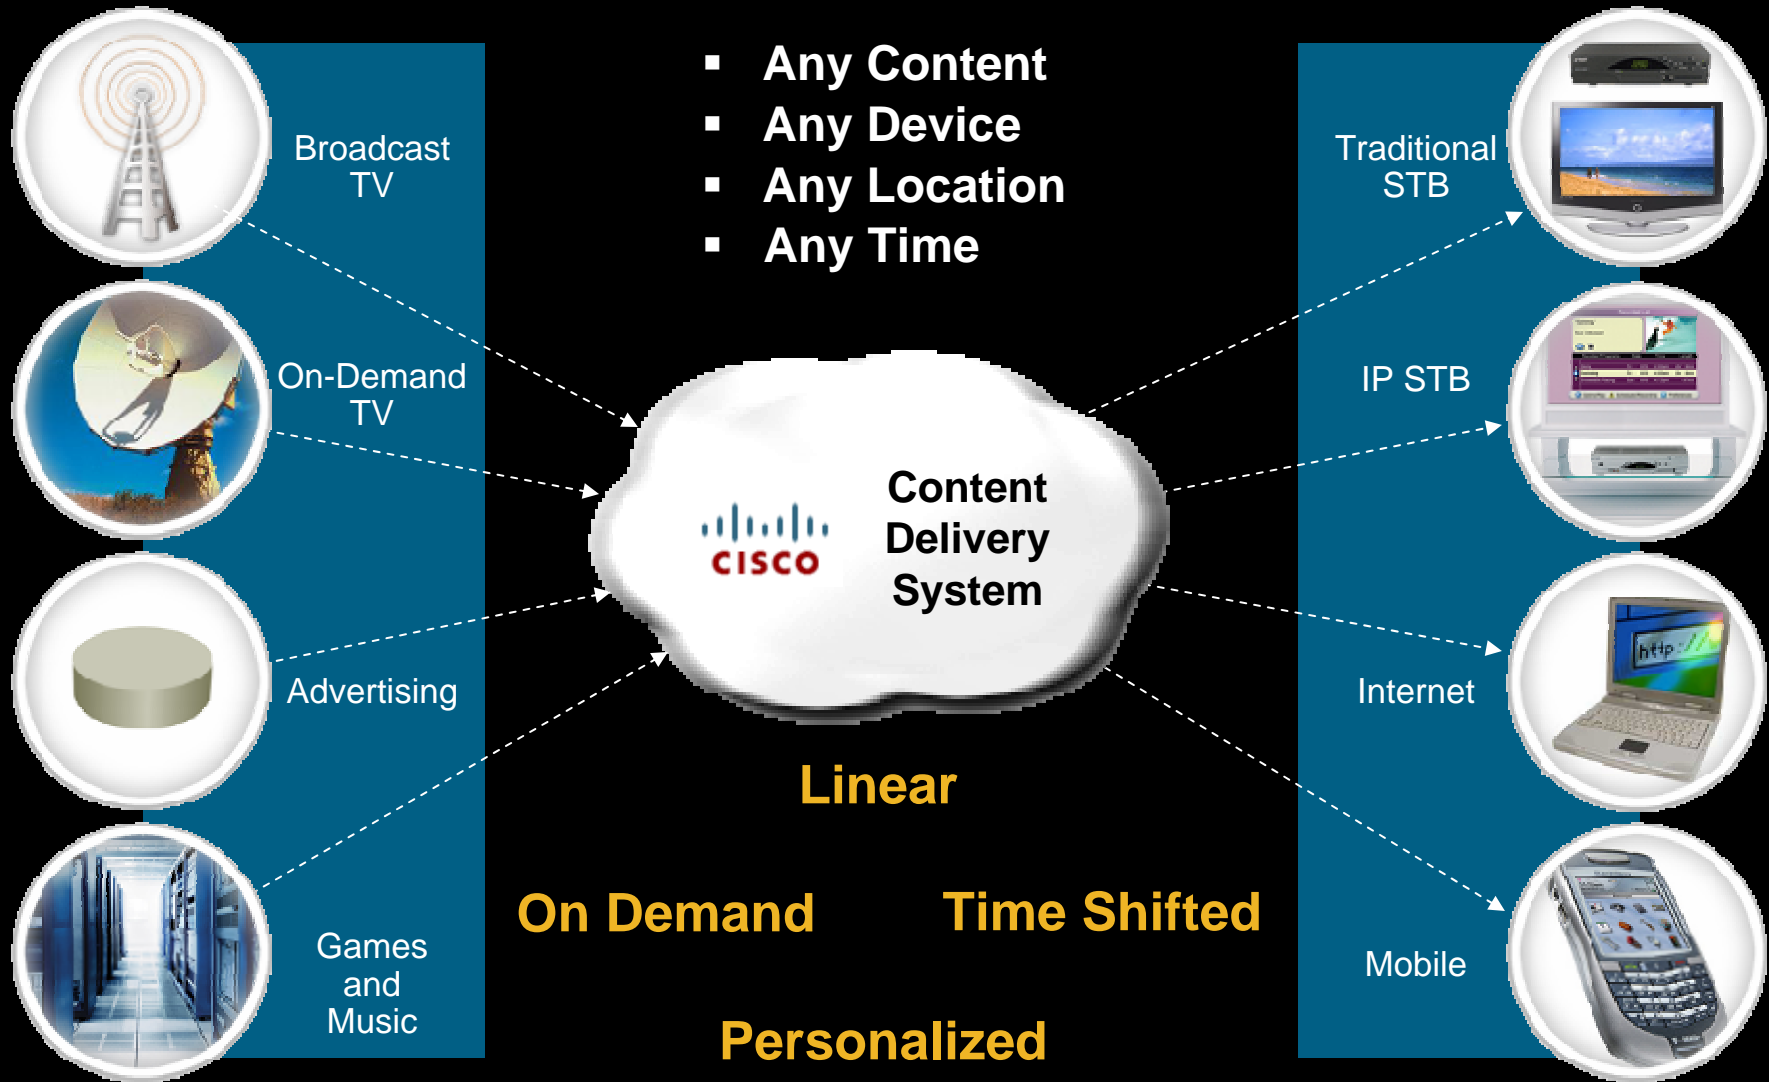 Any Content
Any Device
Any Location
Any Time
Broadcast
TV
On-Demand
TV
Advertising
Games
and
Music
CISCO
Content
Delivery
System
Linear
On Demand
Time Shifted
Personalized
Traditional
STB
IP STB
Internet
http://
Mobile